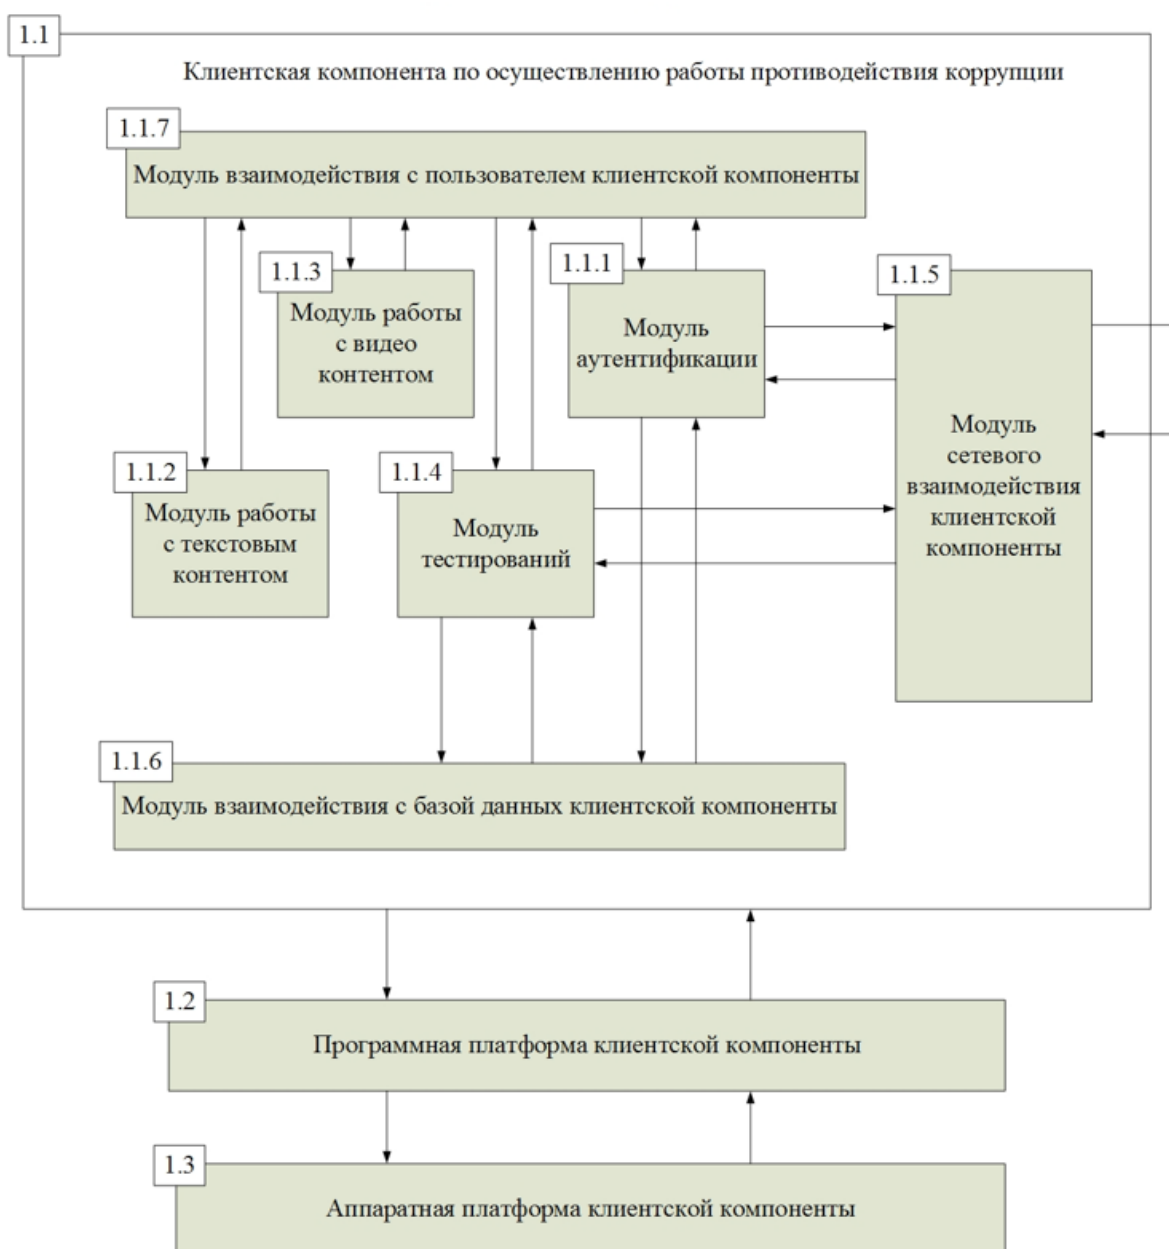 1.1
Клиентская компонента по осуществлению работы противодействия коррупции
1.1.7
Модуль взаимодействия с пользователем клиентской компоненты
1.1.3
Модуль работы
с видео
контентом
1.1.1
Модуль
аутентификации
1.1.5
Модуль
сетевого
взаимодействия
клиентской
компоненты
1.1.2
Модуль работы
с текстовым
контентом
1.1.4
Модуль
тестирований
1.1.6
Модуль взаимодействия с базой данных клиентской компоненты
1.2
Программная платформа клиентской компоненты
1.3
Аппаратная платформа клиентской компоненты